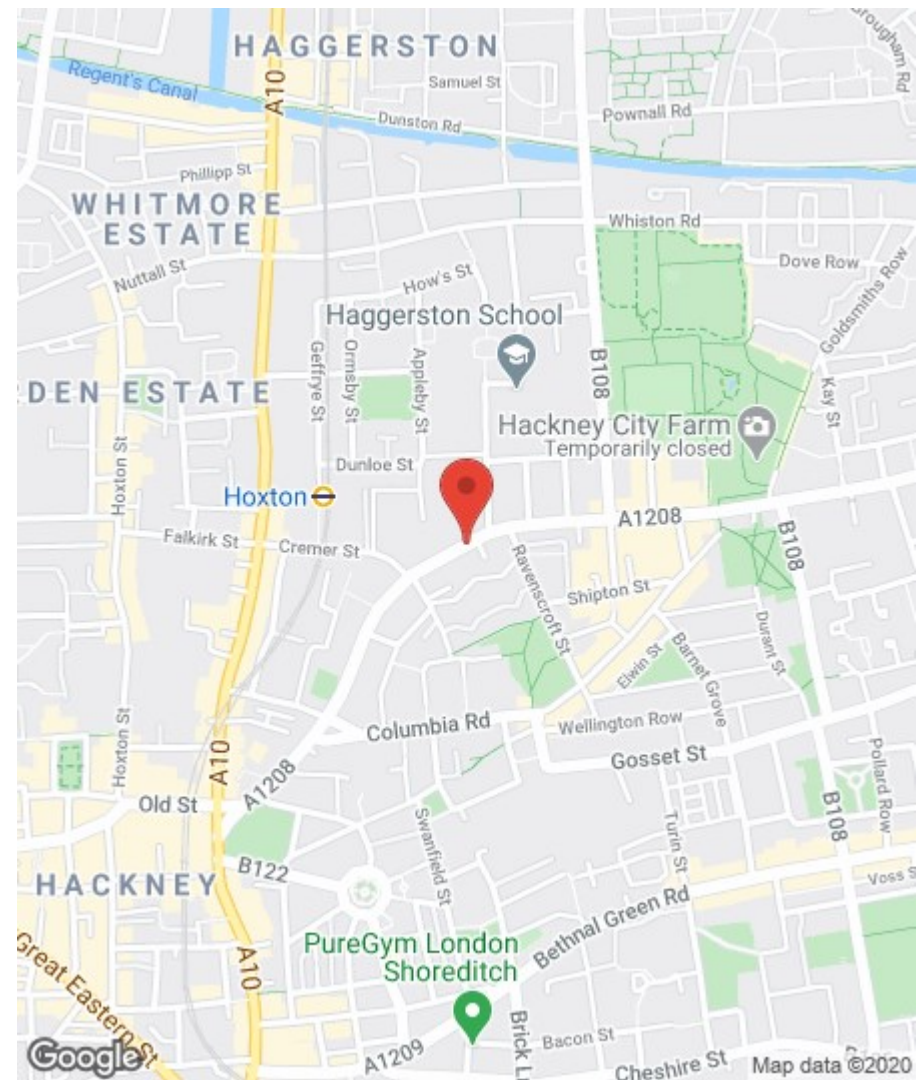 HAGGERSTON
A10
Regent's Canal
Samuel St
Dunston Rd
Pownall Rd
Phillipp St
WHITMORE
ESTATE
Whiston Rd
Nuttall St
How's St
Dove Row
Goldsmiths Row
Haggerston School
Geffrye St
Ormsby St
Appleby St
B108
Kay St
DEN ESTATE
Hackney City Farm
Temporarily closed
Hoxton St
Dunloe St
Hoxton
A1208
B108
Falkirk St
Cremer St
Ravenscroft St
Shipton St
Durant St
Elwin St
Barnet Grove
Columbia Rd
Wellington Row
Gosset St
Hoxton St
A10
A1208
Pollard Row
Old St
B108
Swanfield St
Turin St
B122
HACKNEY
Voss S
Bethnal Green Rd
PureGym London
Shoreditch
Great Eastern St
A10
Brick L
Bacon St
A1209
Cheshire St
Google
Map data ©2020